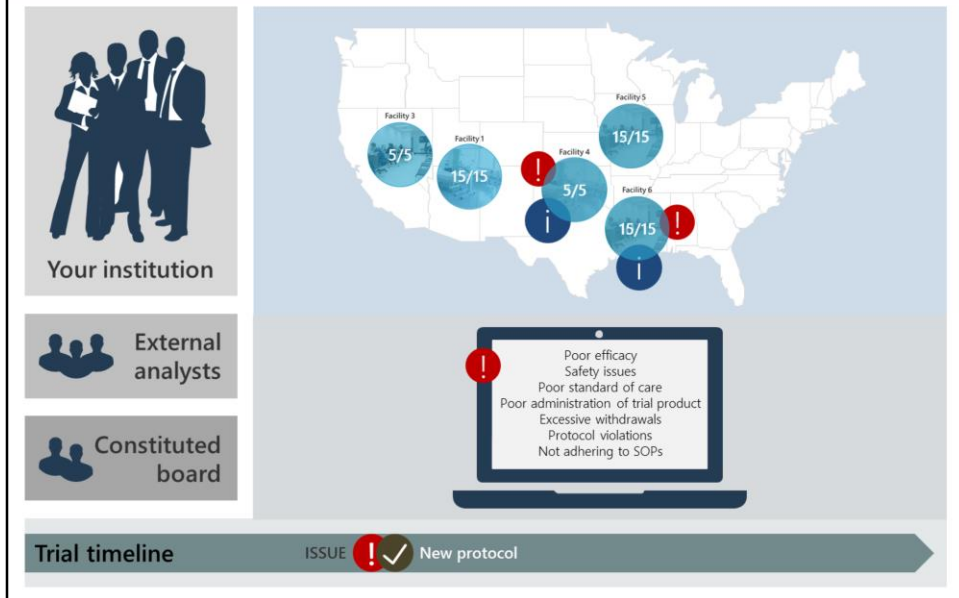 Your institution
External
analysts
Constituted
board
Facility 3
5/5
Facility 1
15/15
!
Facility 4
5/5
i
Facility 5
15/15
Facility 6
15/15
!
i
!
Poor efficacy
Safety issues
Poor standard of care
Poor administration of trial product
Excessive withdrawals
Protocol violations
Not adhering to SOPs
Trial timeline
ISSUE ! New protocol